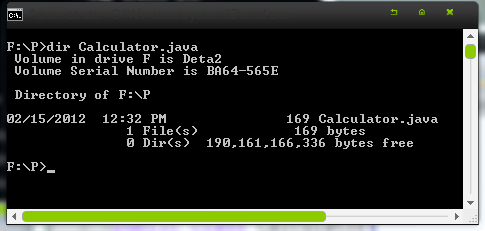 C:\.
F:\P>dir Calculator.java
Volume in drive F is Deta2
Volume Serial Number is BA64-565E
Directory of F:\P
02/15/2012  12:32 PM               169 Calculator.java
1 File(s)            169 bytes
0 Dir(s)  190,161,166,336 bytes free
F:\P>_